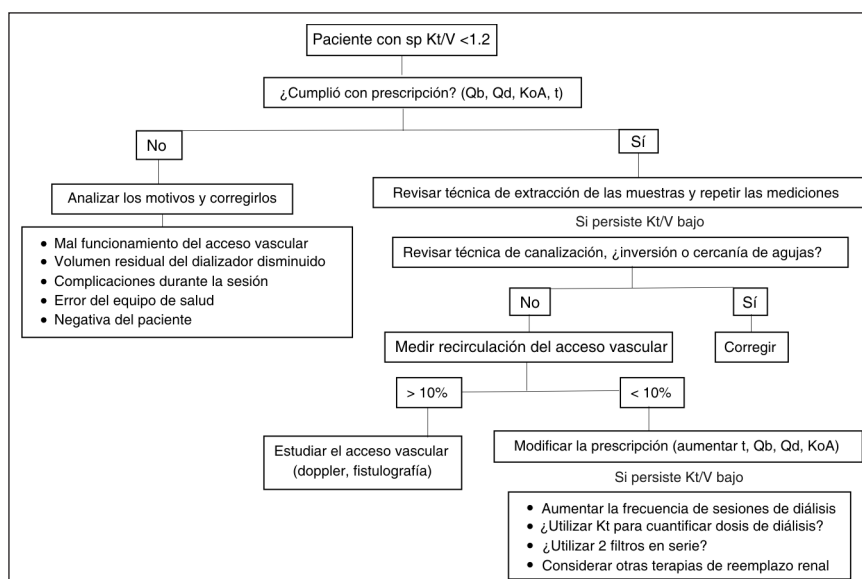 Paciente con sp Kt/V <1.2
¿Cumplió con prescripción? (Qb, Qd, KoA, t)
No
Sí
Analizar los motivos y corregirlos
Revisar técnica de extracción de las muestras y repetir las mediciones
Si persiste Kt/V bajo
• Mal funcionamiento del acceso vascular
• Volumen residual del dializador disminuido
• Complicaciones durante la sesión
• Error del equipo de salud
• Negativa del paciente
Revisar técnica de canalización, ¿inversión o cercanía de agujas?
No
Sí
Medir recirculación del acceso vascular
Corregir
> 10%
< 10%
Estudiar el acceso vascular
(doppler, fistulografía)
Modificar la prescripción (aumentar t, Qb, Qd, KoA)
Si persiste Kt/V bajo
• Aumentar la frecuencia de sesiones de diálisis
• ¿Utilizar Kt para cuantificar dosis de diálisis?
• ¿Utilizar 2 filtros en serie?
• Considerar otras terapias de reemplazo renal